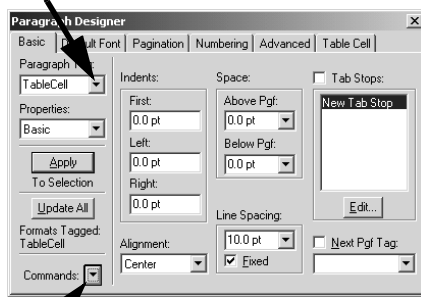 Paragraph Designer
Basic Default Font Pagination Numbering Advanced Table Cell
Paragraph Tag:
TableCell
Properties:
Basic
Apply
To Selection
Update All
Formats Tagged:
TableCell
Commands:
Indents:
First:
0.0 pt
Left:
0.0 pt
Right:
0.0 pt
Alignment:
Center
Space:
Above Pgf:
0.0 pt
Below Pgf:
0.0 pt
Line Spacing:
10.0 pt
Fixed
Tab Stops:
New Tab Stop
Edit...
Next Pgf Tag: